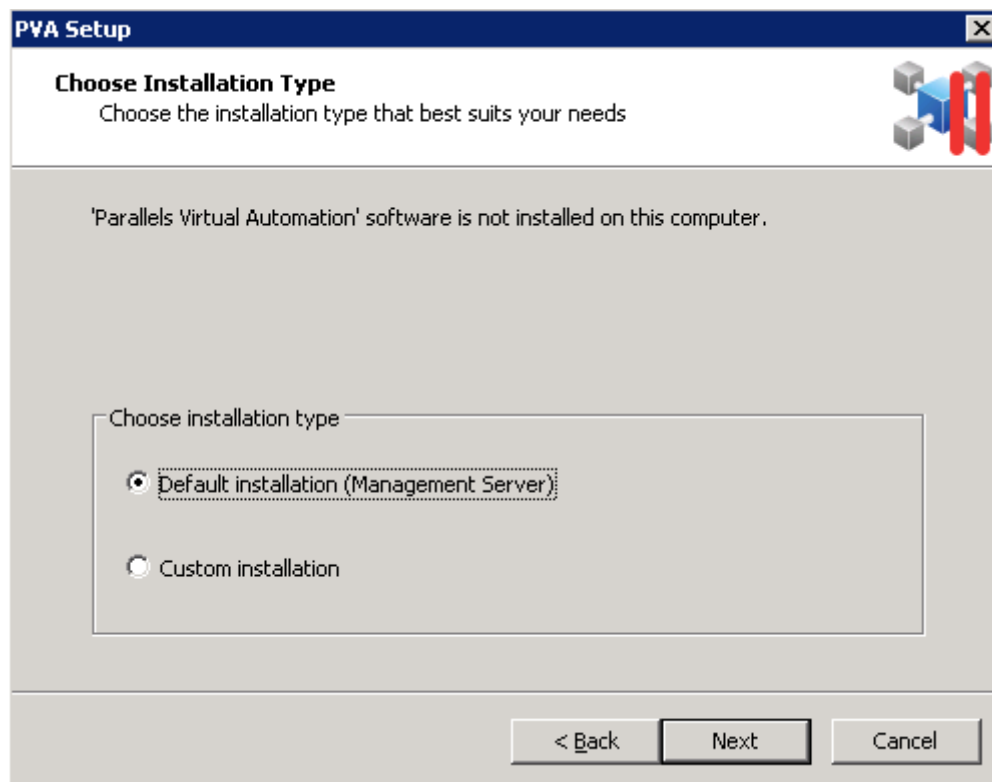 PVA Setup
Choose Installation Type
Choose the installation type that best suits your needs
'Parallels Virtual Automation' software is not installed on this computer.
Choose installation type
Default installation (Management Server)
Custom installation
< Back
Next
Cancel